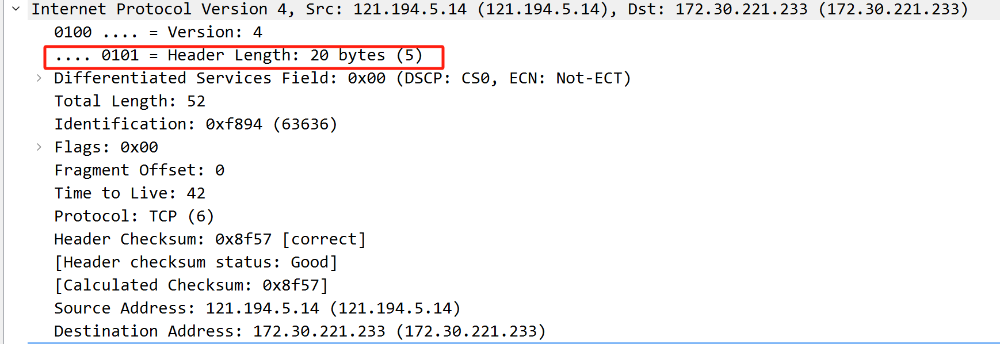 Internet Protocol Version 4, Src: 121.194.5.14 (121.194.5.14), Dst: 172.30.221.233 (172.30.221.233)
0100 .... = Version: 4
.... 0101 = Header Length: 20 bytes (5)
Differentiated Services Field: 0x00 (DSCP: CS0, ECN: Not-ECT)
Total Length: 52
Identification: 0xf894 (63636)
Flags: 0x00
Fragment Offset: 0
Time to Live: 42
Protocol: TCP (6)
Header Checksum: 0x8f57 [correct]
[Header checksum status: Good]
[Calculated Checksum: 0x8f57]
Source Address: 121.194.5.14 (121.194.5.14)
Destination Address: 172.30.221.233 (172.30.221.233)